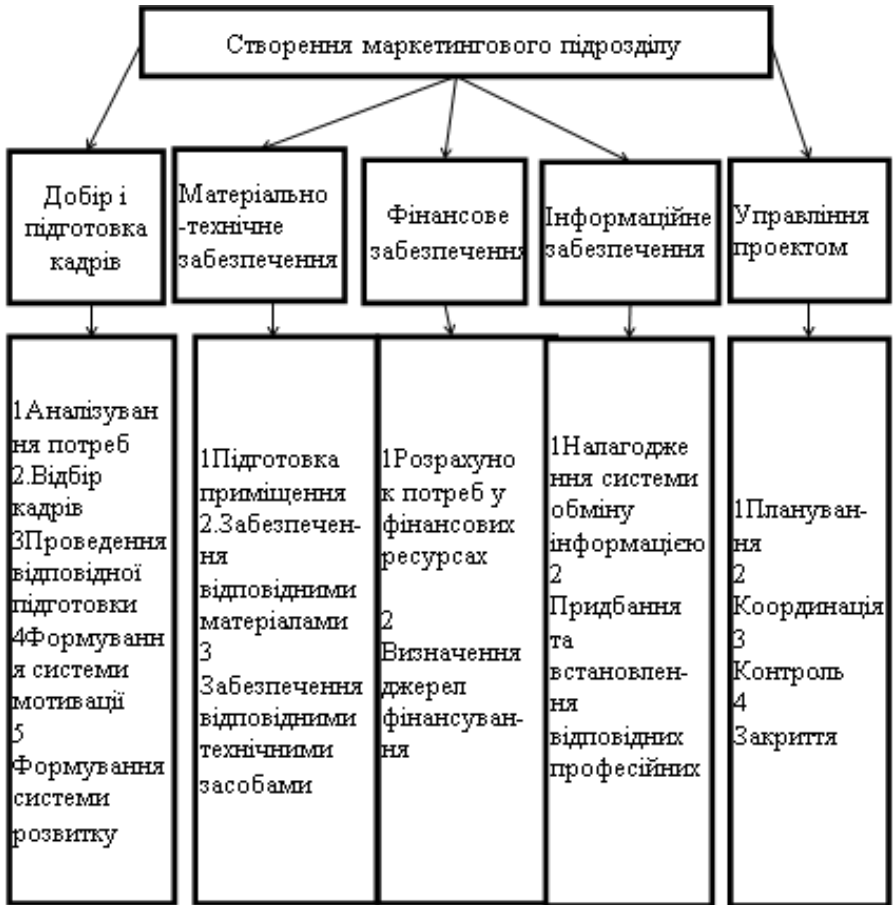 Створення маркетингового підрозділу
Добір і
підготовка
кадрів
Матеріально
-технічне
забезпечення
Фінансове
забезпечення
Інформаційне
забезпечення
Управління
проектом
1Аналізуван
ня потреб
2.Відбір
кадрів
3Проведення
відповідної
підготовки
4Формуванн
я системи
мотивації
5
Формування
системи
розвитку
1Підготовка
приміщення
2.Забезпечен-
ня
відповідними
матеріалами
3
Забезпечення
відповідними
технічними
засобами
1Розрахуно
к потреб у
фінансових
ресурсах
2
Визначення
джерел
фінансуван-
ня
1Налагодже
ння системи
обміну
інформацією
2
Придбання
та
встановлен-
ня
відповідних
професійних
1Плануван-
ня
2
Координація
3
Контроль
4
Закриття